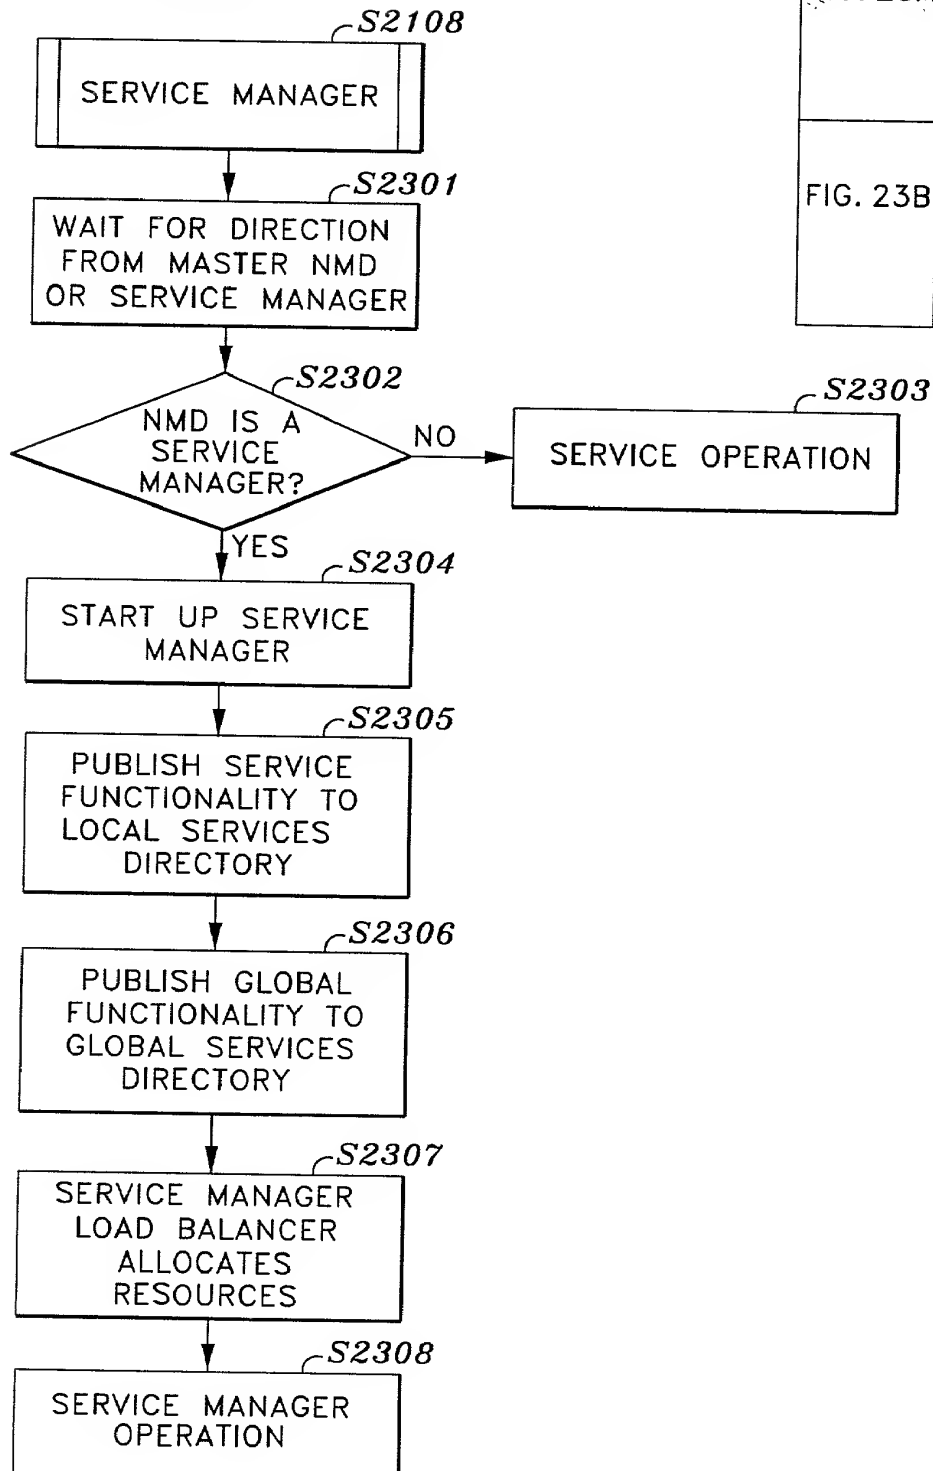 S2108
SERVICE MANAGER
S2301
WAIT FOR DIRECTION
FROM MASTER NMD
OR SERVICE MANAGER
FIG. 23B
S2302
NMD IS A
SERVICE
MANAGER?
NO
S2303
SERVICE OPERATION
YES
S2304
START UP SERVICE
MANAGER
S2305
PUBLISH SERVICE
FUNCTIONALITY TO
LOCAL SERVICES
DIRECTORY
S2306
PUBLISH GLOBAL
FUNCTIONALITY TO
GLOBAL SERVICES
DIRECTORY
S2307
SERVICE MANAGER
LOAD BALANCER
ALLOCATES
RESOURCES
S2308
SERVICE MANAGER
OPERATION